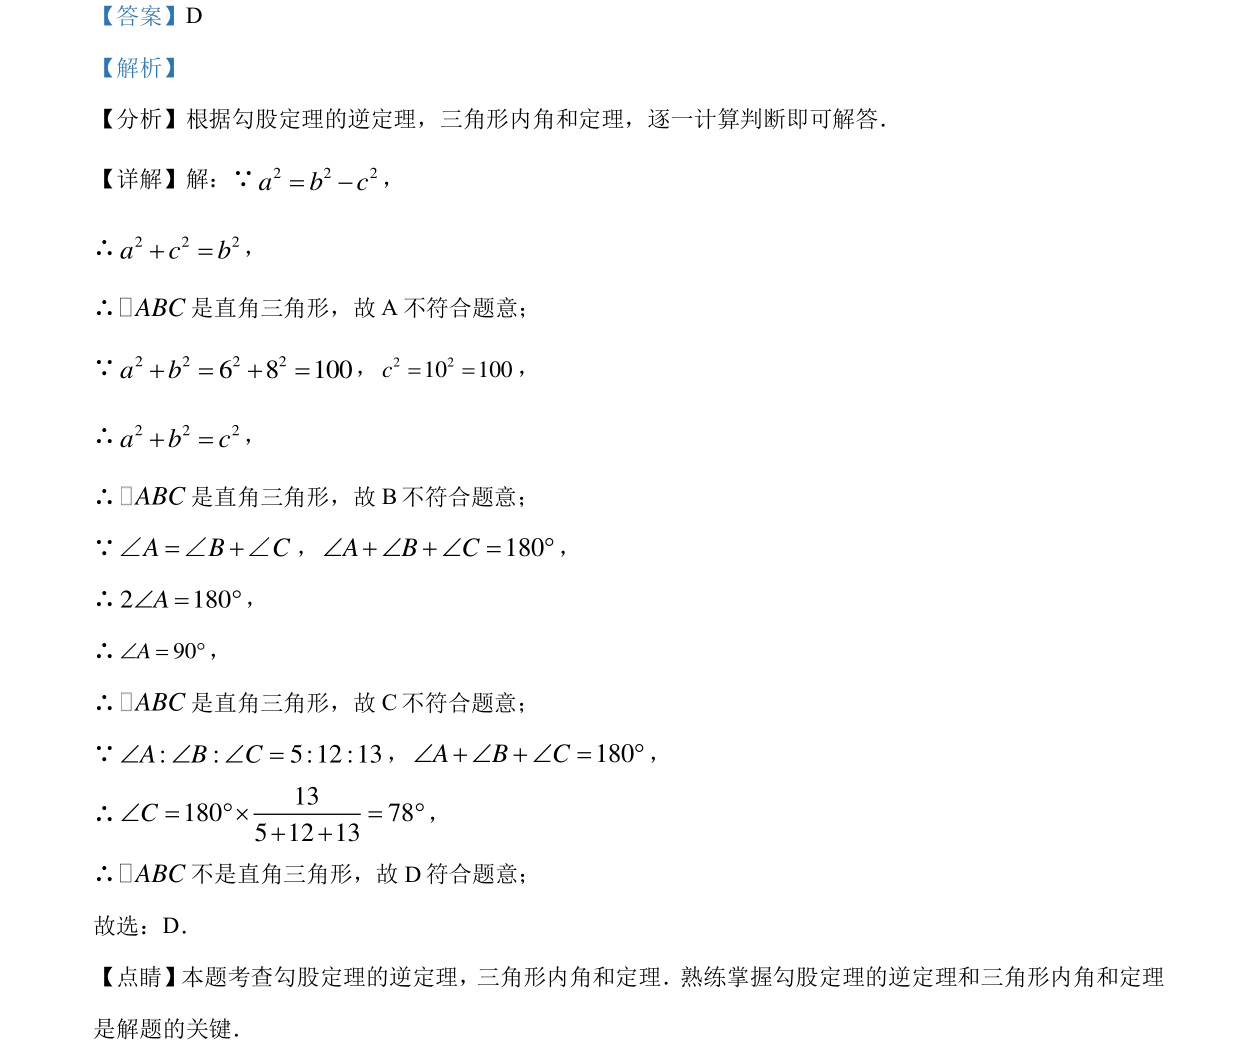 【答案】D
【解析】
【分析】根据勾股定理的逆定理，三角形内角和定理，逐一计算判断即可解答．
【详解】解：∵ a² = b² − c²，
∴ a² + c² = b²，
∴ □ABC 是直角三角形，故 A 不符合题意；
∵ a² + b² = 6² + 8² = 100，c² = 10² = 100，
∴ a² + b² = c²，
∴ □ABC 是直角三角形，故 B 不符合题意；
∵ ∠A = ∠B + ∠C，∠A + ∠B + ∠C = 180°，
∴ 2∠A = 180°，
∴ ∠A = 90°，
∴ □ABC 是直角三角形，故 C 不符合题意；
∵ ∠A : ∠B : ∠C = 5 : 12 : 13，∠A + ∠B + ∠C = 180°，
∴ ∠C = 180° × 13/(5+12+13) = 78°，
∴ □ABC 不是直角三角形，故 D 符合题意；
故选：D．
【点睛】本题考查勾股定理的逆定理，三角形内角和定理．熟练掌握勾股定理的逆定理和三角形内角和定理
是解题的关键．